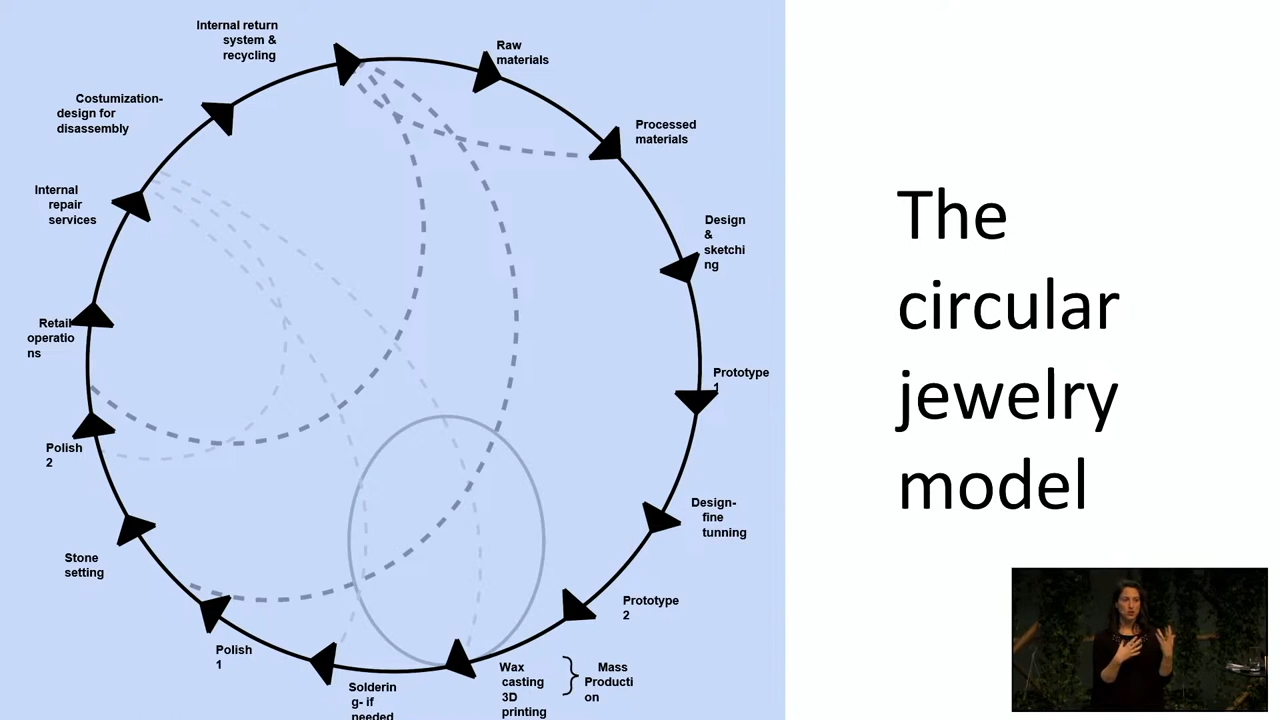 Internal return
system &
recycling
Raw
materials
Costumization-
design for
disassembly
Processed
materials
Internal
repair
services
Design
&
sketchi
ng
Retail
operatio
ns
Prototype
1
Polish
2
Design-
fine
tunning
Stone
setting
Prototype
2
Polish
1
Wax
casting
3D
printing
Mass
Producti
on
Solderin
g- if
needed
The
circular
jewelry
model